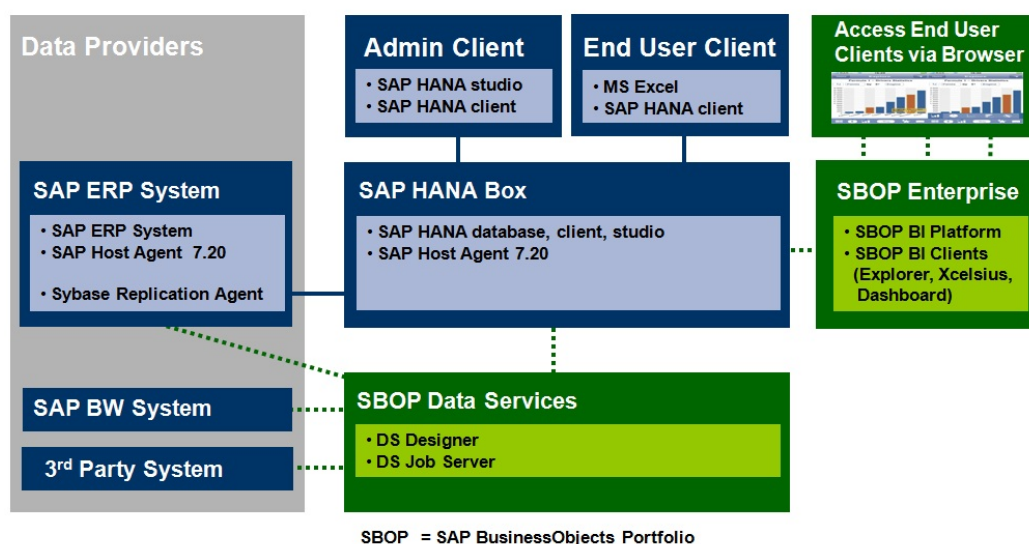 Data Providers
SAP ERP System
• SAP ERP System
• SAP Host Agent 7.20
• Sybase Replication Agent
SAP BW System
3rd Party System
Admin Client
• SAP HANA studio
• SAP HANA client
End User Client
• MS Excel
• SAP HANA client
SAP HANA Box
• SAP HANA database, client, studio
• SAP Host Agent 7.20
SBOP Data Services
• DS Designer
• DS Job Server
Access End User
Clients via Browser
SBOP Enterprise
• SBOP BI Platform
• SBOP BI Clients
(Explorer, Xcelsius,
Dashboard)
SBOP = SAP BusinessObjects Portfolio